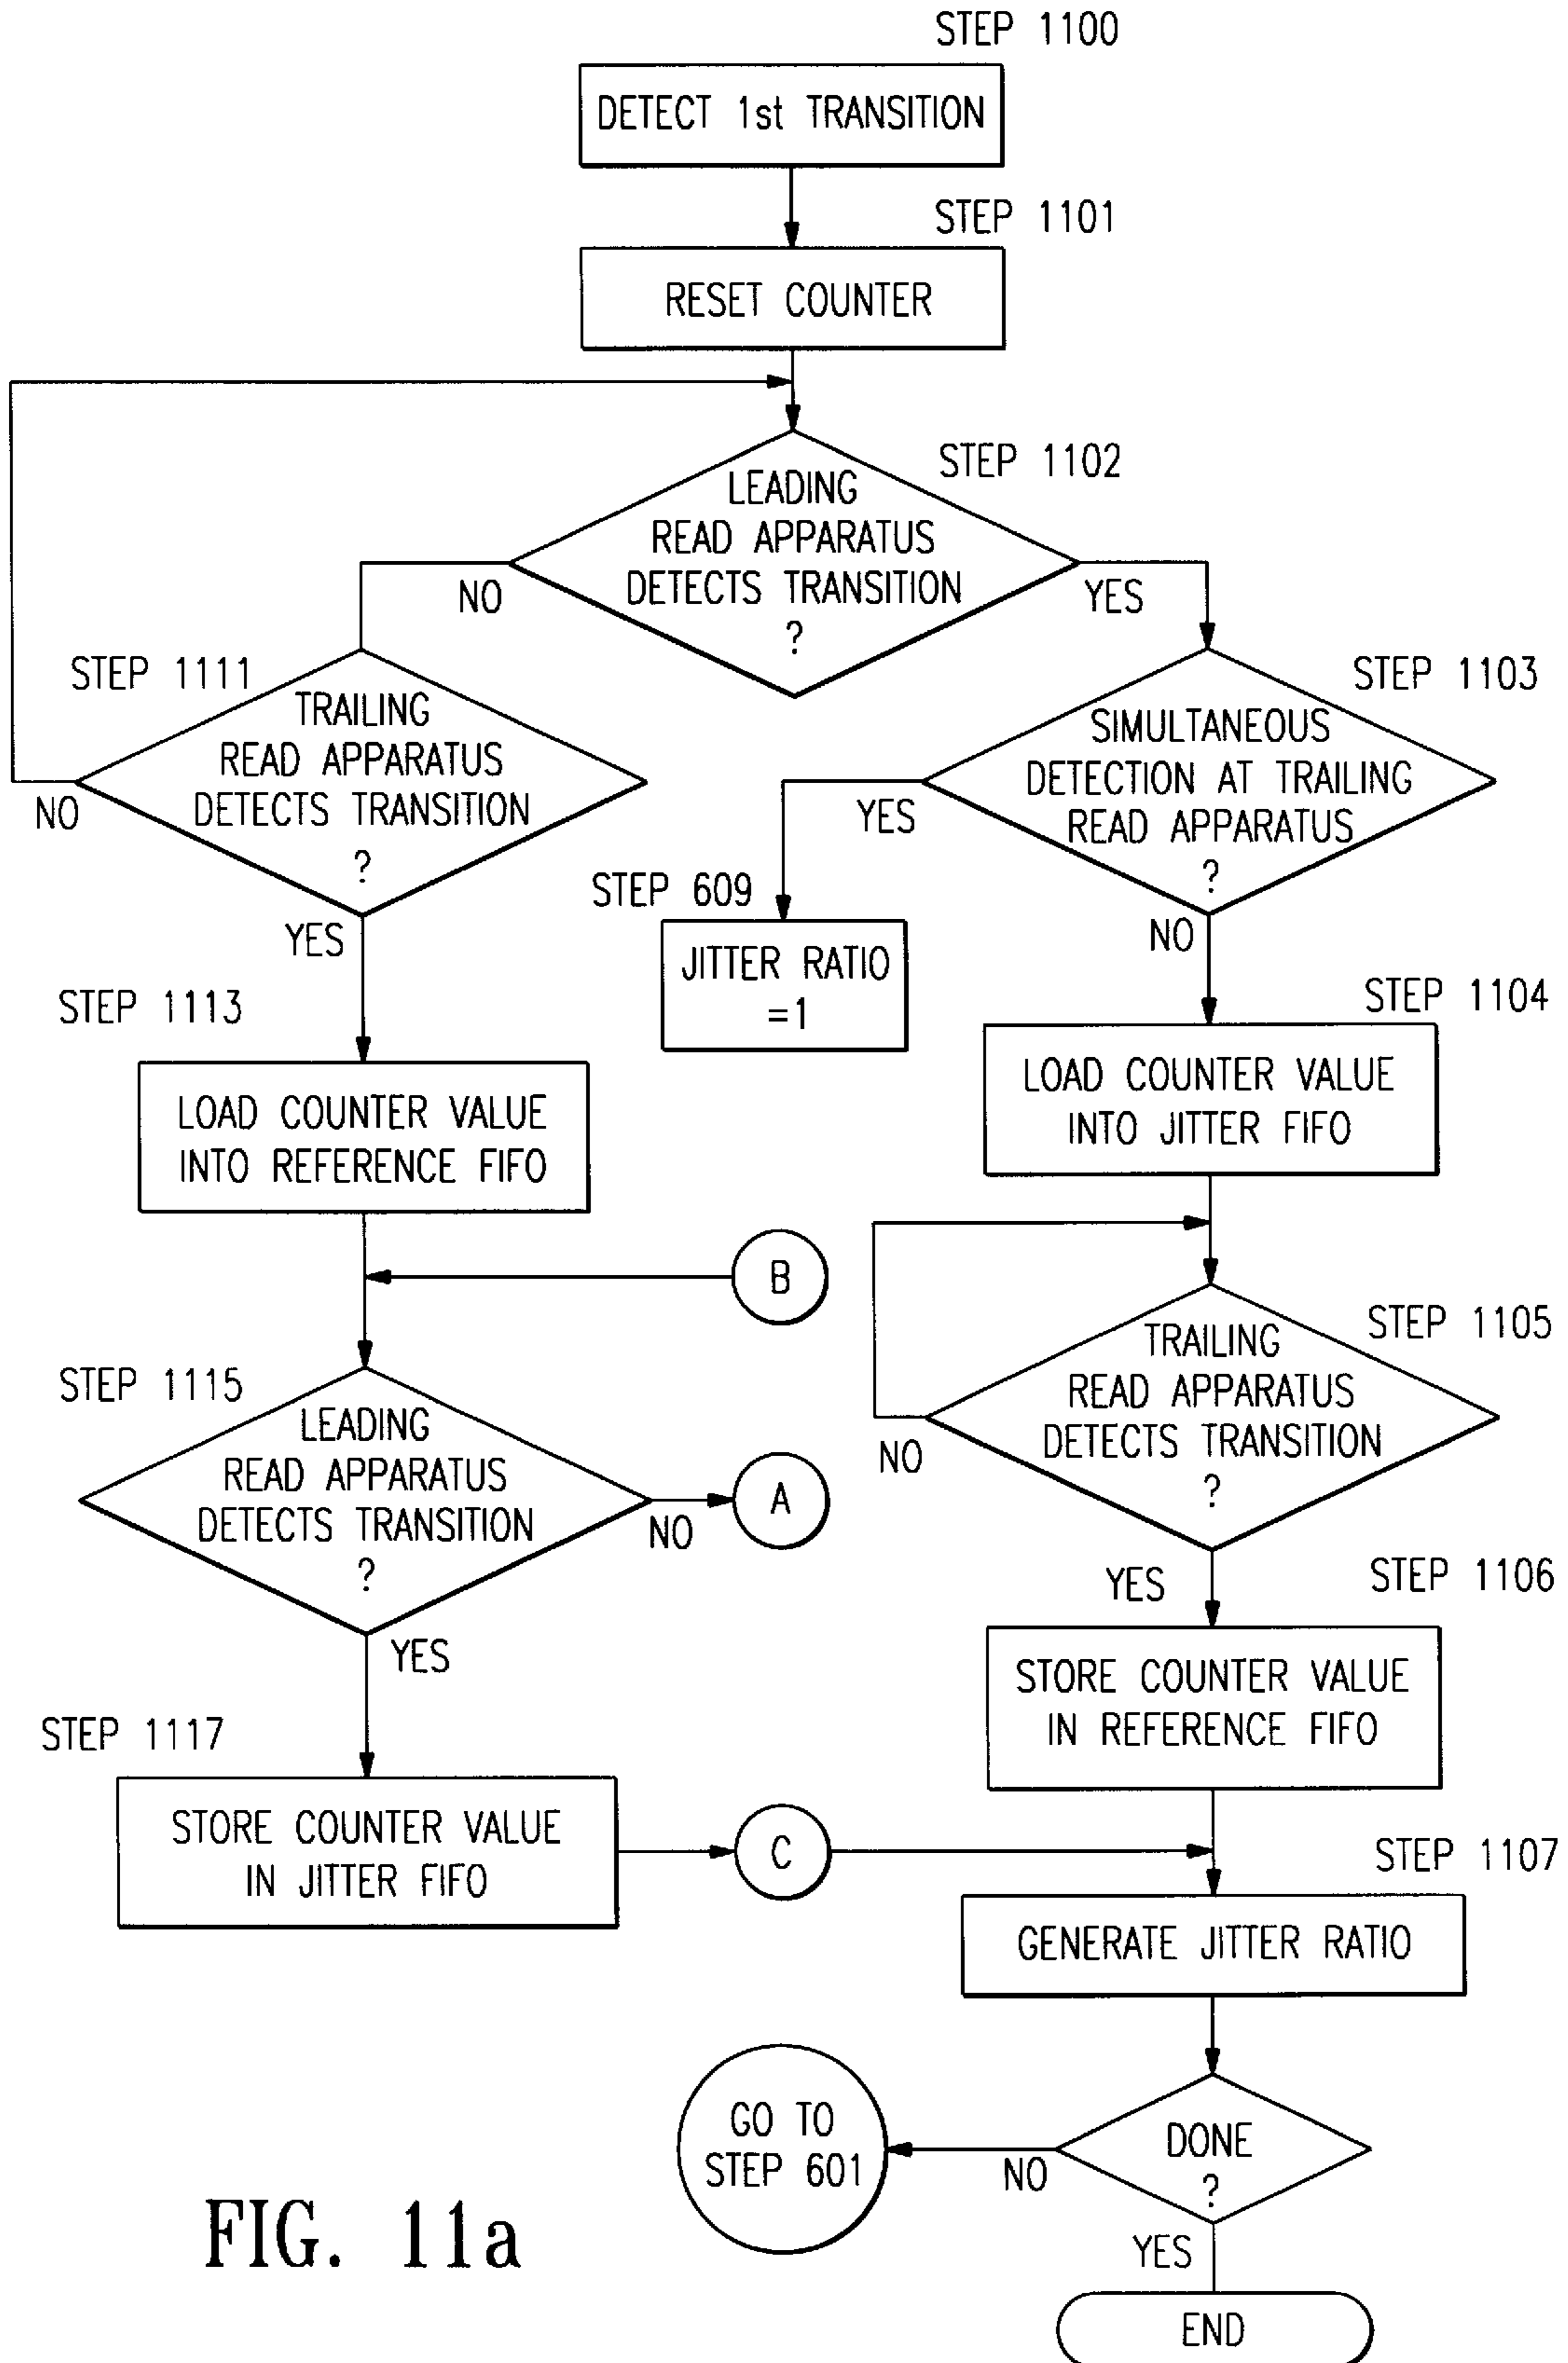 STEP 1100
DETECT 1st TRANSITION
STEP 1101
RESET COUNTER
STEP 1102
LEADING
READ APPARATUS
DETECTS TRANSITION
?
NO
YES
STEP 1111
TRAILING
READ APPARATUS
DETECTS TRANSITION
?
NO
YES
STEP 1103
SIMULTANEOUS
DETECTION AT TRAILING
READ APPARATUS
?
YES
NO
STEP 609
JITTER RATIO
=1
STEP 1113
LOAD COUNTER VALUE
INTO REFERENCE FIFO
STEP 1104
LOAD COUNTER VALUE
INTO JITTER FIFO
B
STEP 1115
LEADING
READ APPARATUS
DETECTS TRANSITION
?
NO
A
YES
STEP 1105
TRAILING
READ APPARATUS
DETECTS TRANSITION
?
NO
YES
STEP 1106
STORE COUNTER VALUE
IN REFERENCE FIFO
STEP 1117
STORE COUNTER VALUE
IN JITTER FIFO
C
STEP 1107
GENERATE JITTER RATIO
DONE
?
NO
GO TO
STEP 601
YES
END
FIG. 11a